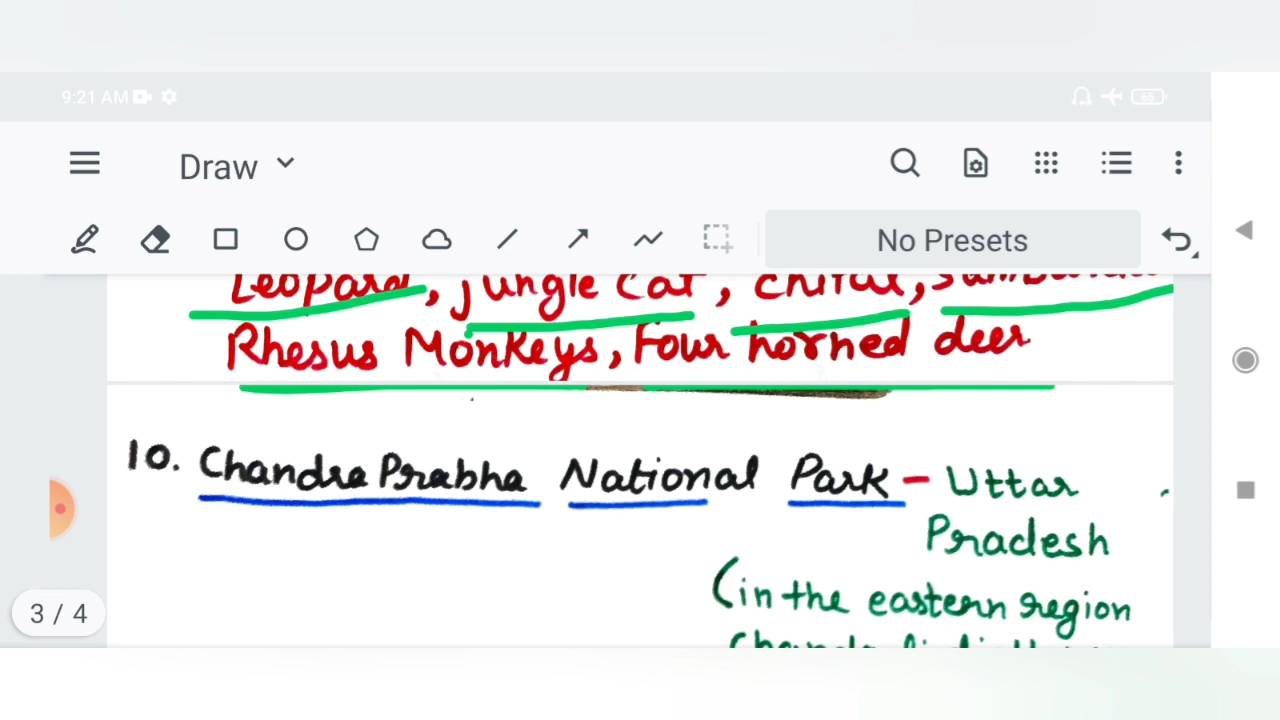 9:21 AM
65
Draw
No Presets
Leopard, jungle cat, chital,
Rhesus Monkeys, Four horned deer
10. Chandra Prabha National Park - Uttar
Pradesh
(in the eastern region
3 / 4